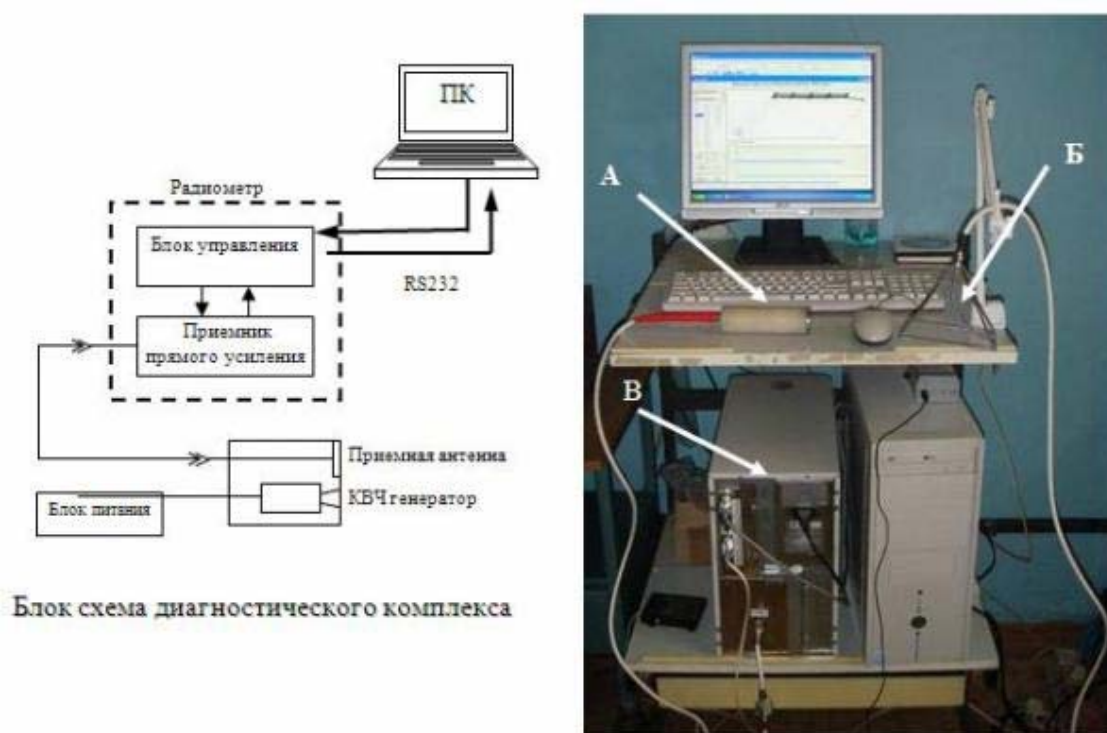 ПК
Радиометр
Блок управления
RS232
Приемник
прямого усиления
Приемная антенна
КВЧ генератор
Блок питания
Блок схема диагностического комплекса
А
Б
В